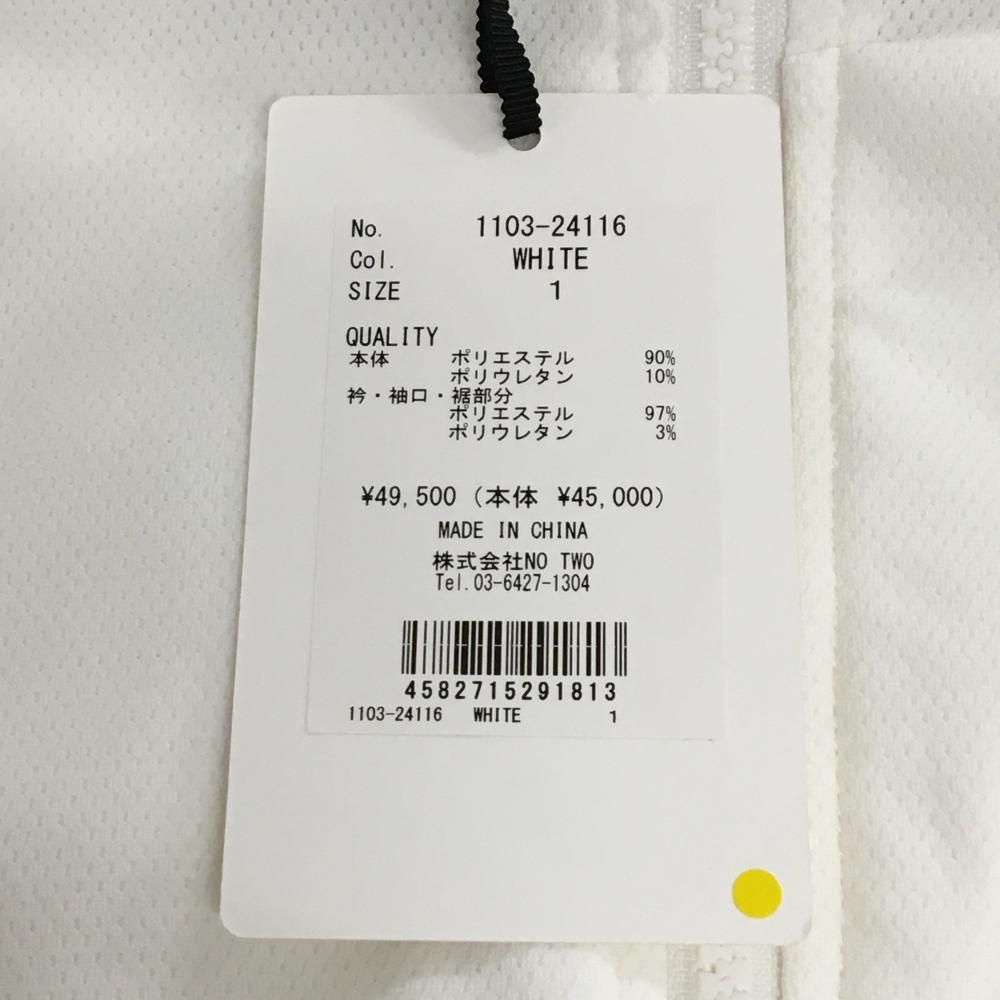 No. 1103-24116
Col. WHITE
SIZE 1
QUALITY
本体 ポリエステル 90%
ポリウレタン 10%
衿・袖口・裾部分
ポリエステル 97%
ポリウレタン 3%
¥49,500 (本体 ¥45,000)
MADE IN CHINA
株式会社NO TWO
Tel.03-6427-1304
4582715291813
1103-24116 WHITE 1